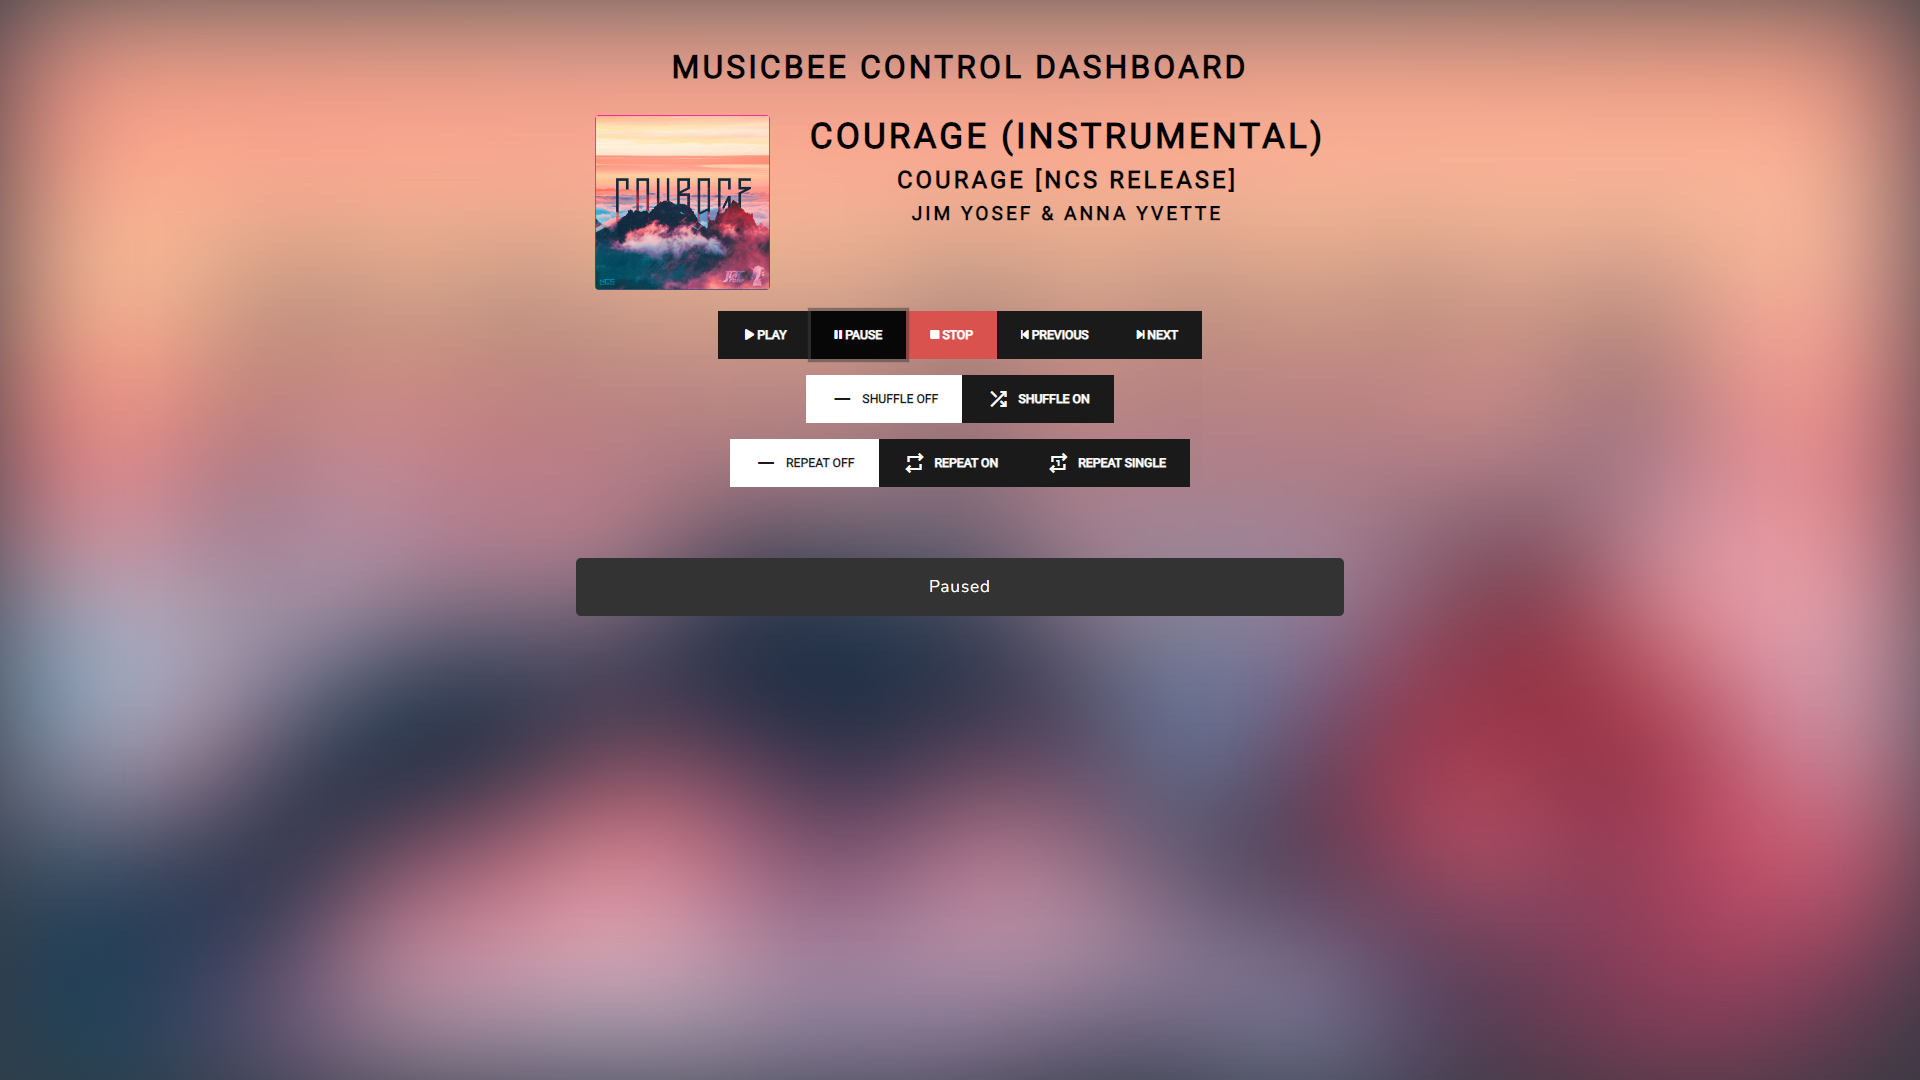 MUSICBEE CONTROL DASHBOARD
COURAGE
NCS
COURAGE (INSTRUMENTAL)
COURAGE [NCS RELEASE]
JIM YOSEF & ANNA YVETTE
PLAY PAUSE STOP PREVIOUS NEXT
SHUFFLE OFF SHUFFLE ON
REPEAT OFF REPEAT ON REPEAT SINGLE
Paused